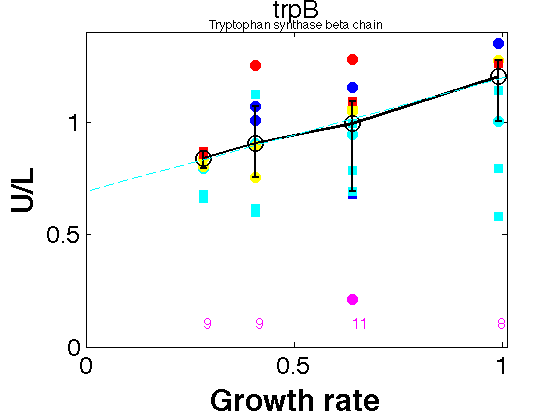 trpB
Tryptophan synthase beta chain
U/L
1
0.5
0
9 9 11 8
0 0.5 1
Growth rate